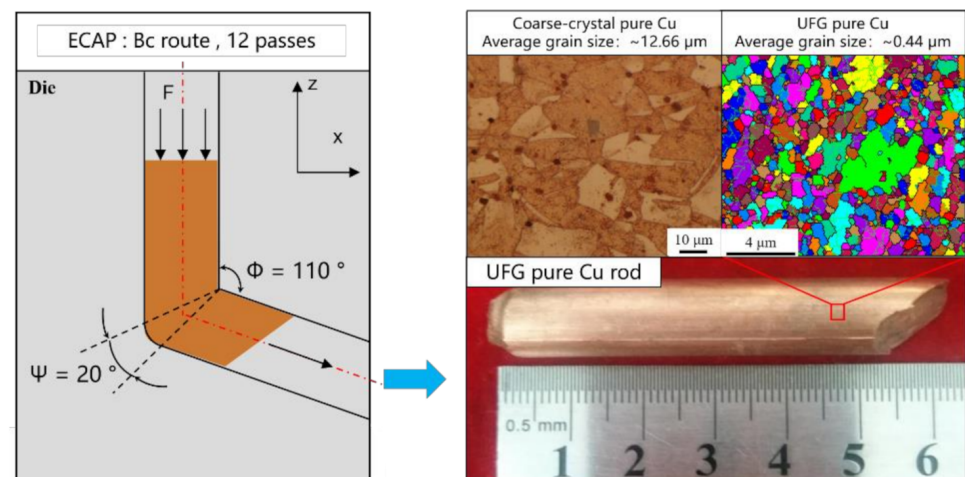 ECAP : Bc route , 12 passes
Die
F
z
x
Φ = 110 °
Ψ = 20 °
Coarse-crystal pure Cu
Average grain size: ~12.66 μm
UFG pure Cu
Average grain size: ~0.44 μm
10 μm
4 μm
UFG pure Cu rod
0.5 mm
1 2 3 4 5 6